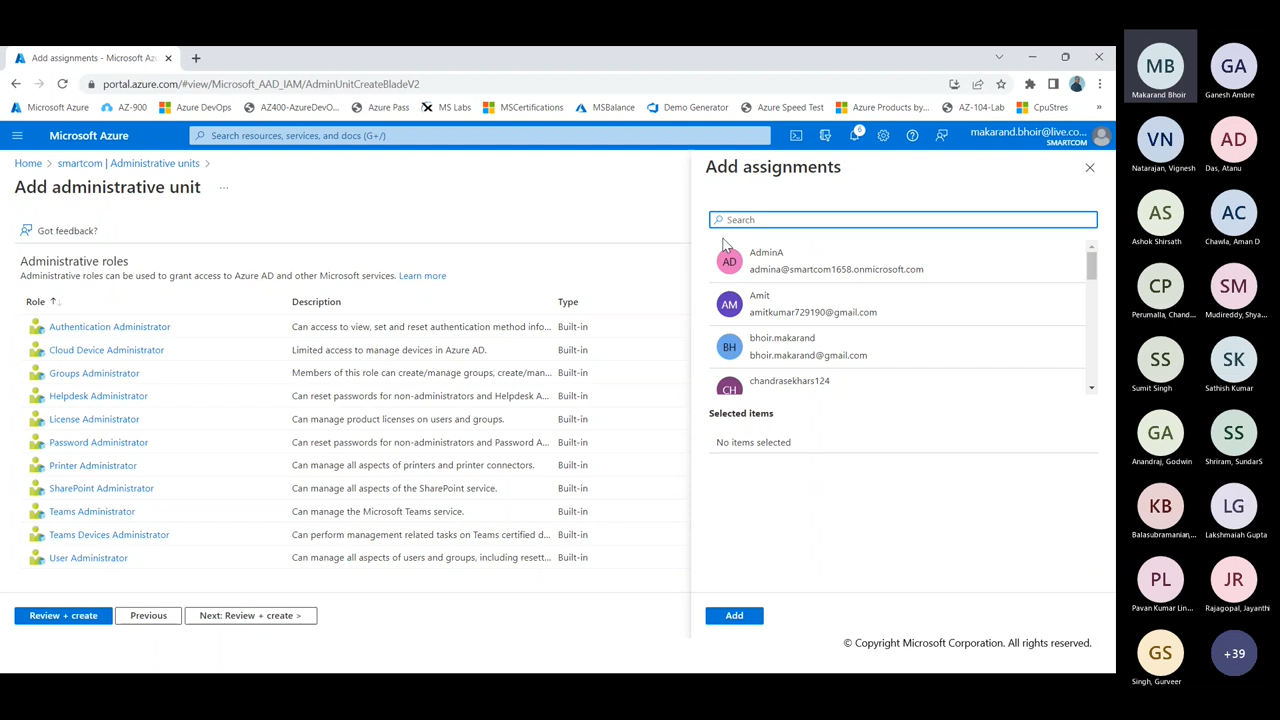 Add assignments - Microsoft Az
portal.azure.com/#view/Microsoft_AAD_IAM/AdminUnitCreateBladeV2
Microsoft Azure
AZ-900
Azure DevOps
AZ400-AzureDevO...
Azure Pass
MS Labs
MSCertifications
MSBalance
Demo Generator
Azure Speed Test
Azure Products by...
AZ-104-Lab
CpuStres
»
Microsoft Azure
Search resources, services, and docs (G+/)
6
makarand.bhoir@live.co...
SMARTCOM
Home > smartcom | Administrative units >
Add administrative unit
...
Got feedback?
Administrative roles
Administrative roles can be used to grant access to Azure AD and other Microsoft services. Learn more
Role Description Type
Authentication Administrator Can access to view, set and reset authentication method info... Built-in
Cloud Device Administrator Limited access to manage devices in Azure AD. Built-in
Groups Administrator Members of this role can create/manage groups, create/man... Built-in
Helpdesk Administrator Can reset passwords for non-administrators and Helpdesk A... Built-in
License Administrator Can manage product licenses on users and groups. Built-in
Password Administrator Can reset passwords for non-administrators and Password A... Built-in
Printer Administrator Can manage all aspects of printers and printer connectors. Built-in
SharePoint Administrator Can manage all aspects of the SharePoint service. Built-in
Teams Administrator Can manage the Microsoft Teams service. Built-in
Teams Devices Administrator Can perform management related tasks on Teams certified d... Built-in
User Administrator Can manage all aspects of users and groups, including resett... Built-in
Review + create
Previous
Next: Review + create >
Add assignments
Search
AD
AdminA
admina@smartcom1658.onmicrosoft.com
AM
Amit
amitkumar729190@gmail.com
BH
bhoir.makarand
bhoir.makarand@gmail.com
CH
chandrasekhars124
Selected items
No items selected
Add
© Copyright Microsoft Corporation. All rights reserved.
MB
Makarand Bhoir
GA
Ganesh Ambre
VN
Natarajan, Vignesh
AD
Das, Atanu
AS
Ashok Shirsath
AC
Chawla, Aman D
CP
Perumalla, Chand...
SM
Mudireddy, Shya...
SS
Sumit Singh
SK
Sathish Kumar
GA
Anandraj, Godwin
SS
Shriram, SundarS
KB
Balasubramanian,...
LG
Lakshmaiah Gupta
PL
Pavan Kumar Lin...
JR
Rajagopal, Jayanthi
GS
Singh, Gurveer
+39